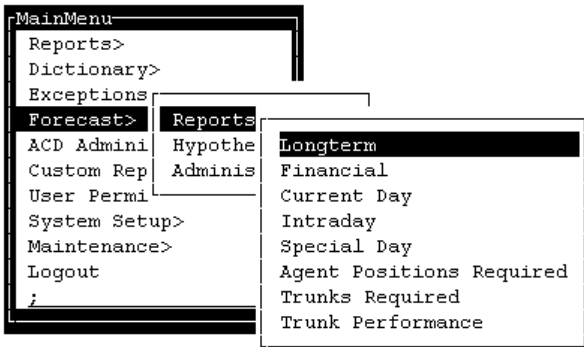 MainMenu
Reports>
Dictionary>
Exceptions
Forecast>
ACD Admini
Custom Rep
User Permi
System Setup>
Maintenance>
Logout
;
Reports
Hypothe
Adminis
Longterm
Financial
Current Day
Intraday
Special Day
Agent Positions Required
Trunks Required
Trunk Performance